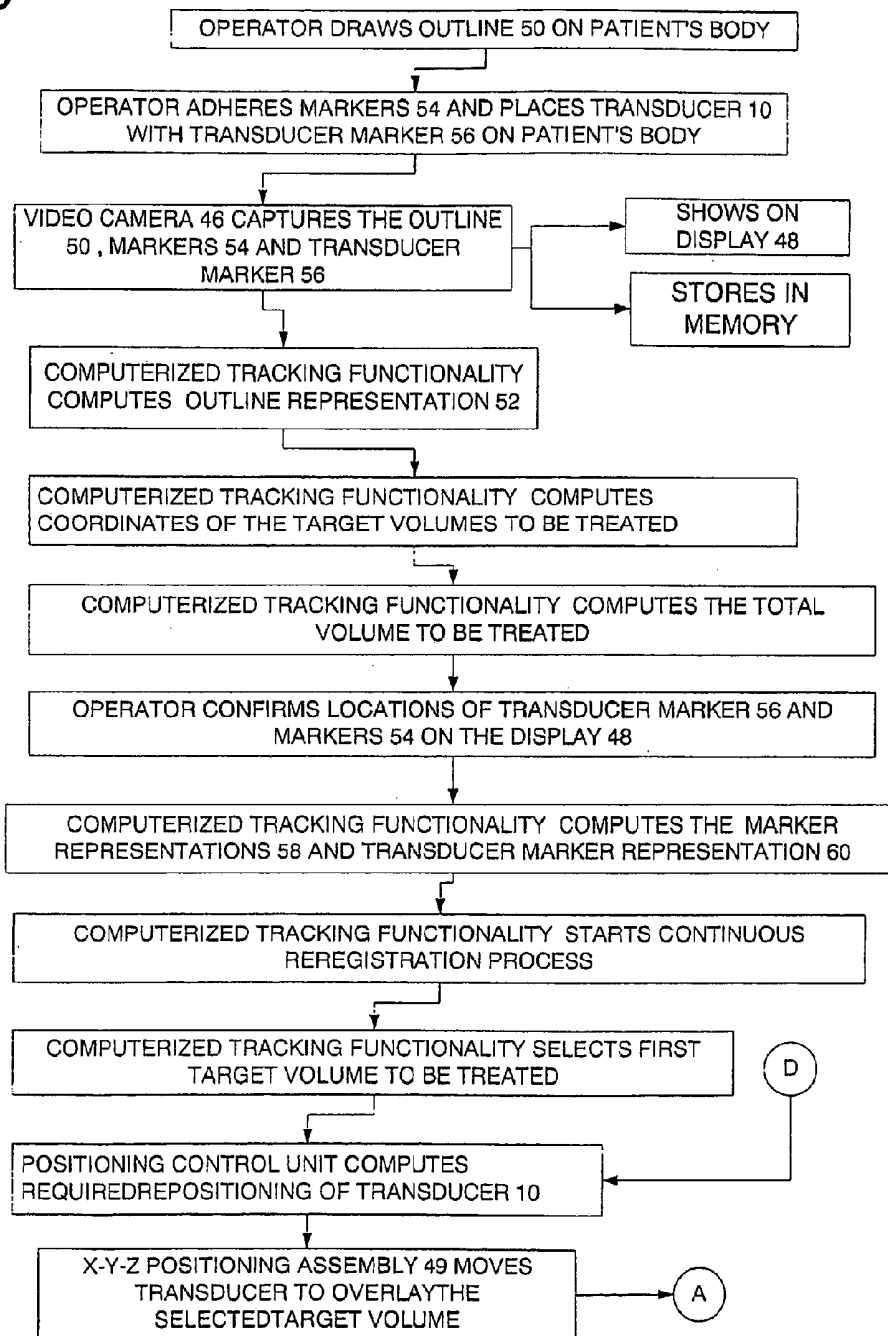 OPERATOR DRAWS OUTLINE 50 ON PATIENT'S BODY
OPERATOR ADHERES MARKERS 54 AND PLACES TRANSDUCER 10
WITH TRANSDUCER MARKER 56 ON PATIENT'S BODY
VIDEO CAMERA 46 CAPTURES THE OUTLINE
50 , MARKERS 54 AND TRANSDUCER
MARKER 56
SHOWS ON
DISPLAY 48
STORES IN
MEMORY
COMPUTERIZED TRACKING FUNCTIONALITY
COMPUTES OUTLINE REPRESENTATION 52
COMPUTERIZED TRACKING FUNCTIONALITY COMPUTES
COORDINATES OF THE TARGET VOLUMES TO BE TREATED
COMPUTERIZED TRACKING FUNCTIONALITY COMPUTES THE TOTAL
VOLUME TO BE TREATED
OPERATOR CONFIRMS LOCATIONS OF TRANSDUCER MARKER 56 AND
MARKERS 54 ON THE DISPLAY 48
COMPUTERIZED TRACKING FUNCTIONALITY COMPUTES THE MARKER
REPRESENTATIONS 58 AND TRANSDUCER MARKER REPRESENTATION 60
COMPUTERIZED TRACKING FUNCTIONALITY STARTS CONTINUOUS
REREGISTRATION PROCESS
COMPUTERIZED TRACKING FUNCTIONALITY SELECTS FIRST
TARGET VOLUME TO BE TREATED
D
POSITIONING CONTROL UNIT COMPUTES
REQUIREDREPOSITIONING OF TRANSDUCER 10
X-Y-Z POSITIONING ASSEMBLY 49 MOVES
TRANSDUCER TO OVERLAYTHE
SELECTEDTARGET VOLUME
A